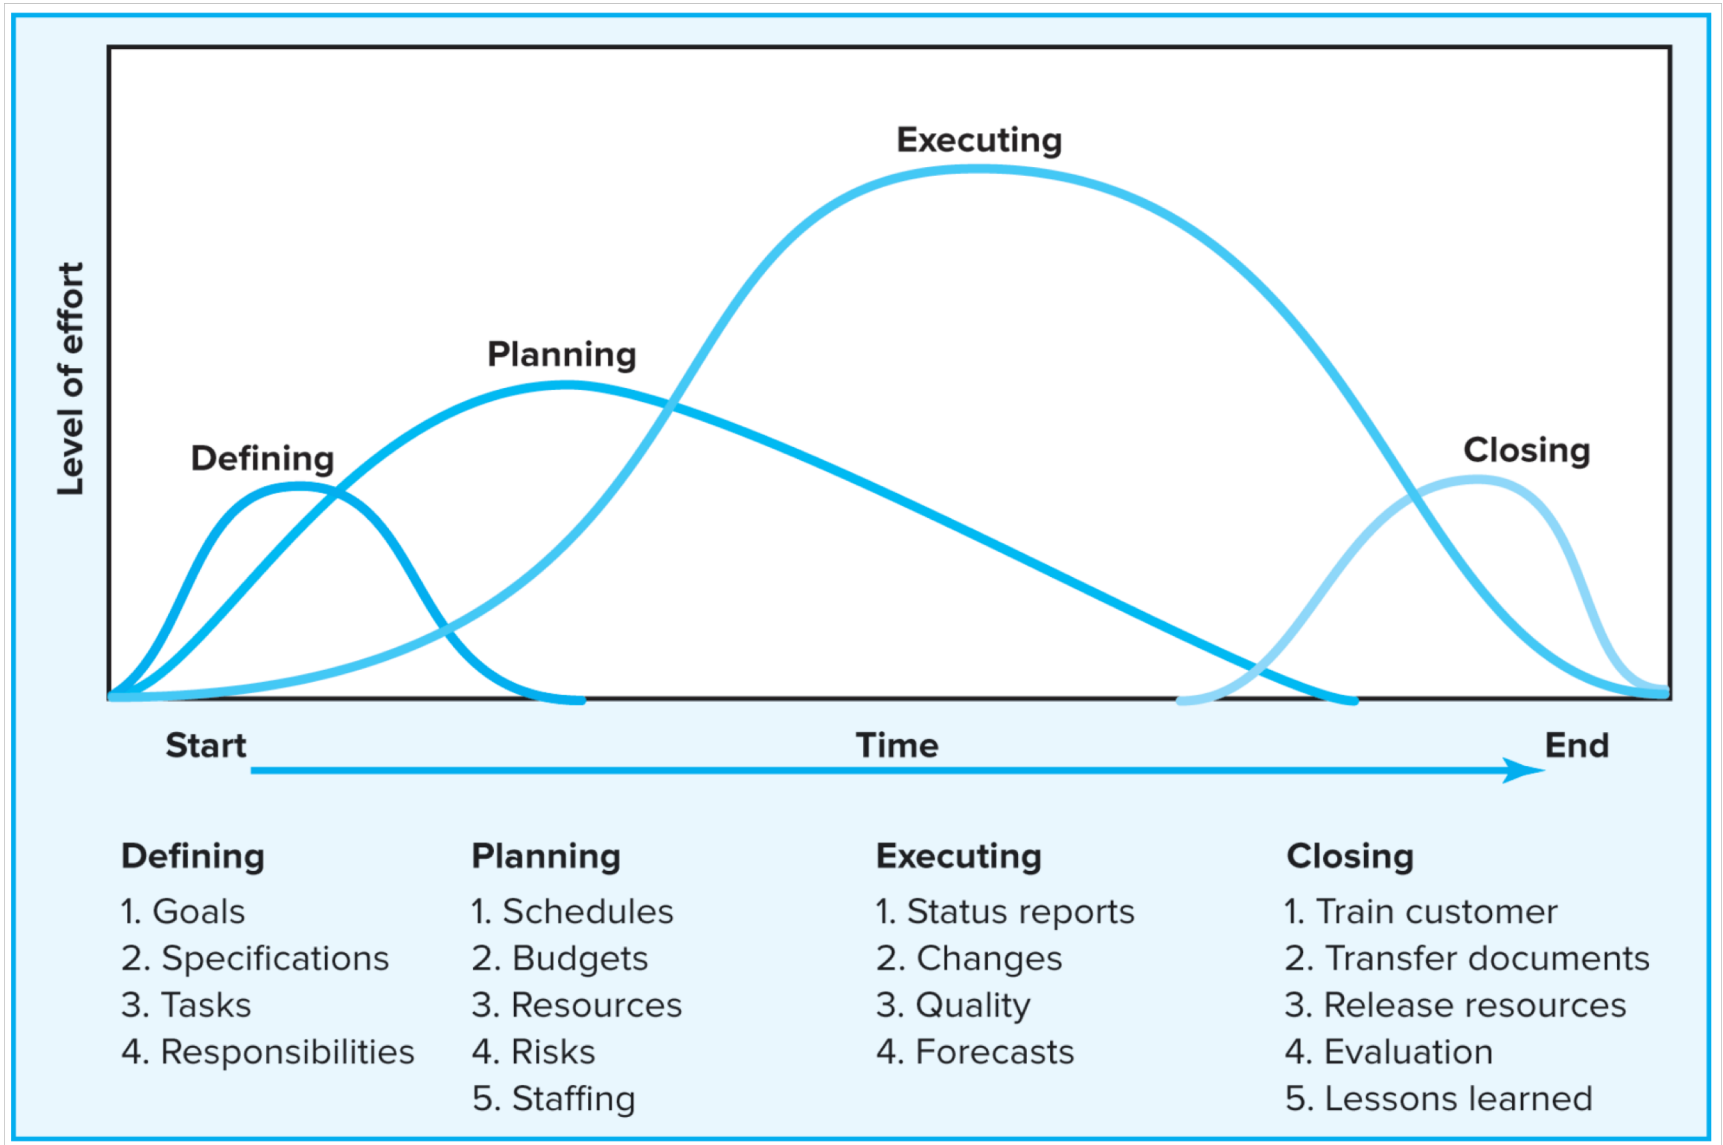 Executing
Planning
Defining
Closing
Level of effort
Start
Time
End
Defining
1. Goals
2. Specifications
3. Tasks
4. Responsibilities
Planning
1. Schedules
2. Budgets
3. Resources
4. Risks
5. Staffing
Executing
1. Status reports
2. Changes
3. Quality
4. Forecasts
Closing
1. Train customer
2. Transfer documents
3. Release resources
4. Evaluation
5. Lessons learned